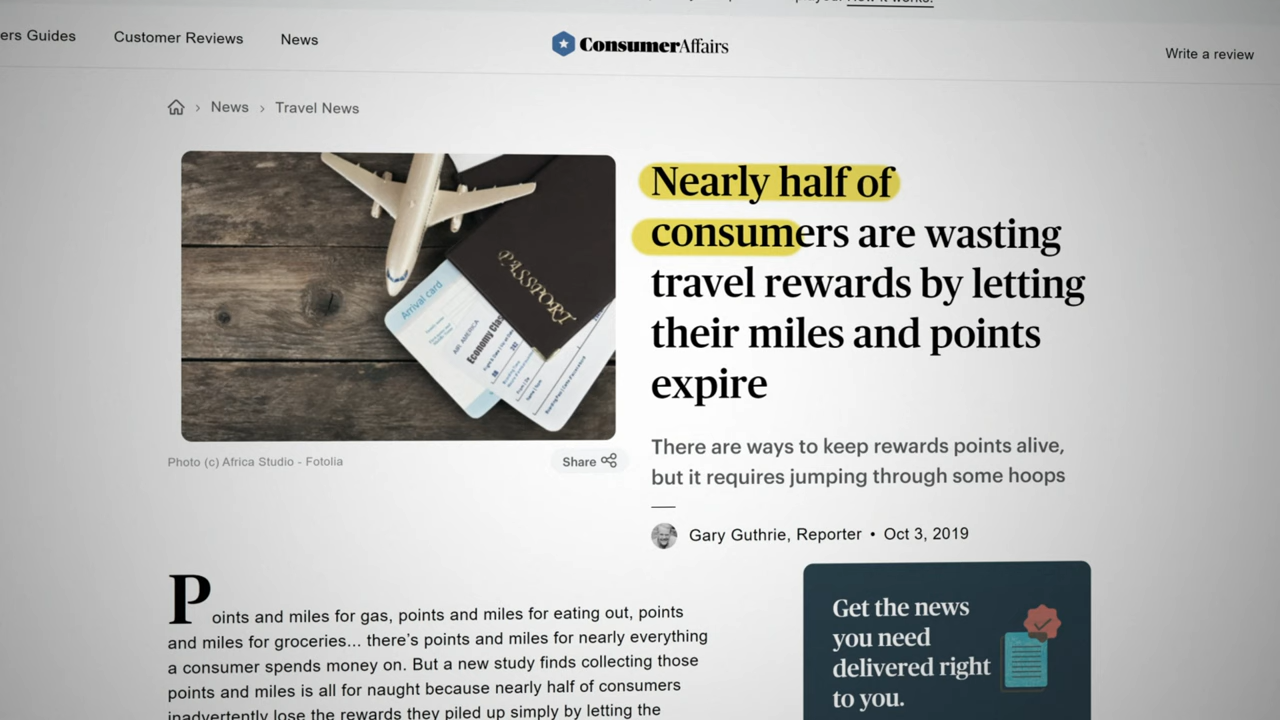 How it works.
ers Guides
Customer Reviews
News
ConsumerAffairs
Write a review
News
Travel News
PASSPORT
Arrival card
AIR AMERICA
Economy Clas
Photo (c) Africa Studio - Fotolia
Share
Nearly half of
consumers are wasting
travel rewards by letting
their miles and points
expire
There are ways to keep rewards points alive,
but it requires jumping through some hoops
Gary Guthrie, Reporter • Oct 3, 2019
Points and miles for gas, points and miles for eating out, points
and miles for groceries... there’s points and miles for nearly everything
a consumer spends money on. But a new study finds collecting those
points and miles is all for naught because nearly half of consumers
inadvertently lose the rewards they piled up simply by letting the
Get the news
you need
delivered right
to you.